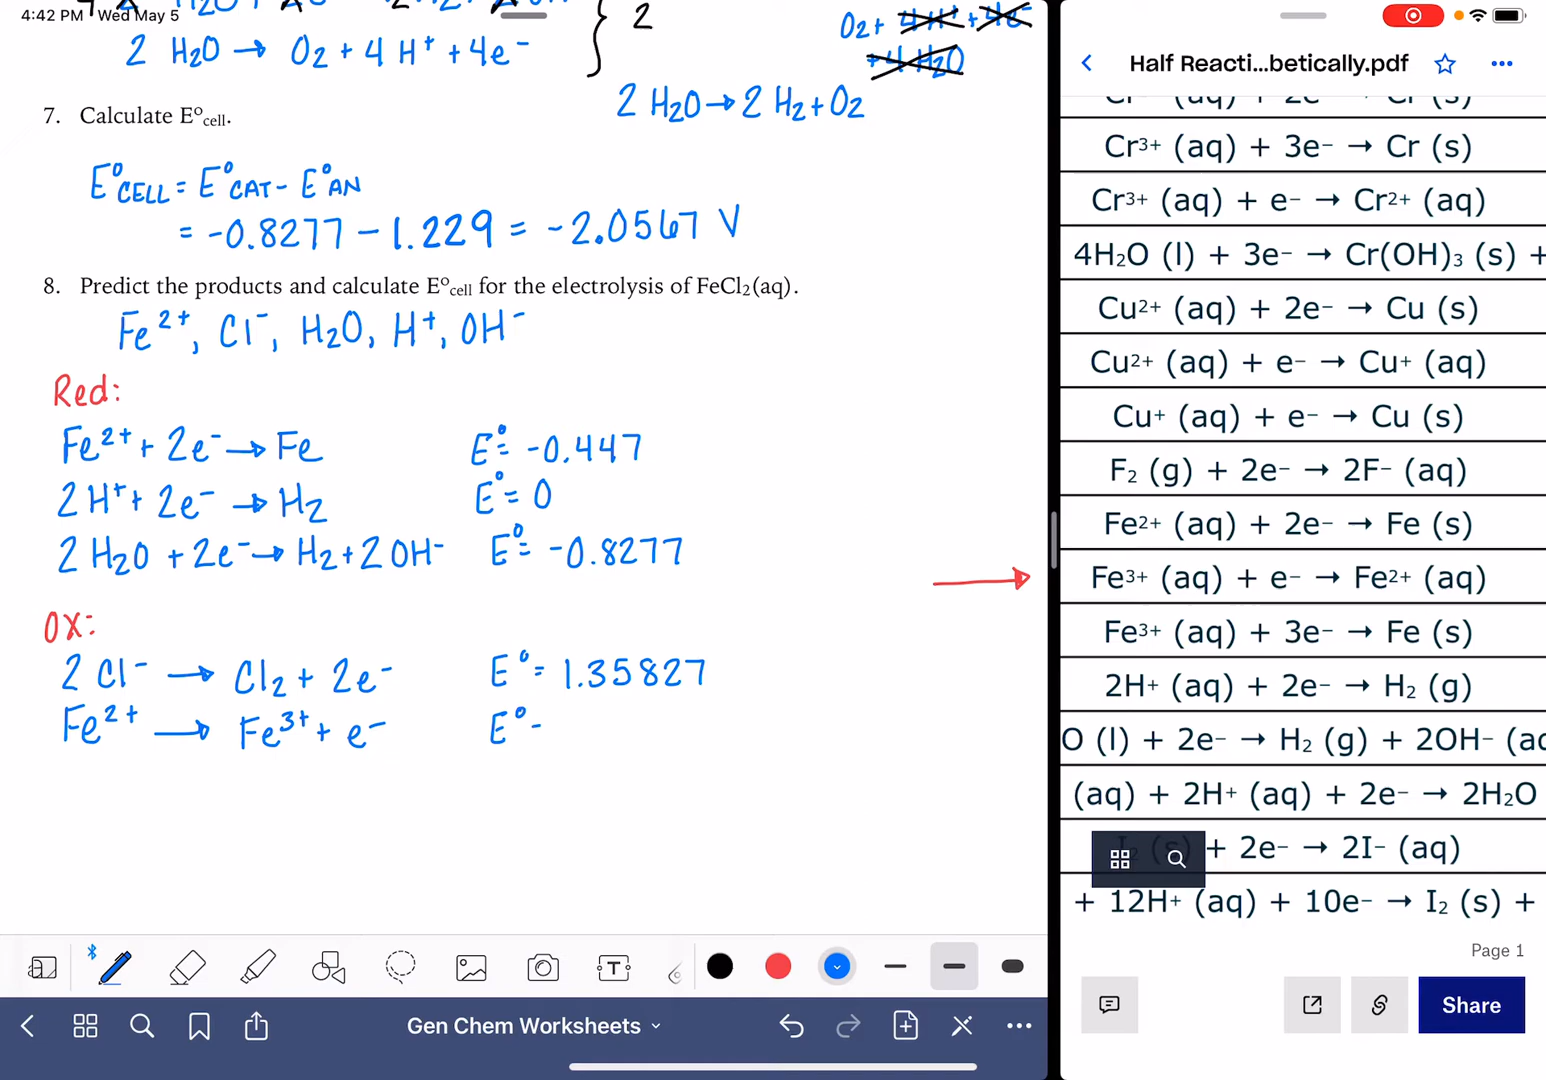 4:42 PM Wed May 5
2 H₂O → O₂ + 4 H⁺ + 4e⁻
2
O₂ + 4 H⁺ + 4e⁻
+ 4 H₂O
2 H₂O → 2 H₂ + O₂
7. Calculate E°cell.
E°CELL = E°CAT - E°AN
= -0.8277 - 1.229 = -2.0567 V
8. Predict the products and calculate E°cell for the electrolysis of FeCl₂(aq).
Fe²⁺, Cl⁻, H₂O, H⁺, OH⁻
Red:
Fe²⁺ + 2e⁻ → Fe E° = -0.447
2 H⁺ + 2e⁻ → H₂ E° = 0
2 H₂O + 2e⁻ → H₂ + 2 OH⁻ E° = -0.8277
OX:
2 Cl⁻ → Cl₂ + 2e⁻ E° = 1.35827
Fe²⁺ → Fe³⁺ + e⁻ E° -
T
Gen Chem Worksheets
Half Reacti...betically.pdf
Cr³⁺ (aq) + 3e⁻ → Cr (s)
Cr³⁺ (aq) + e⁻ → Cr²⁺ (aq)
4H₂O (l) + 3e⁻ → Cr(OH)₃ (s) +
Cu²⁺ (aq) + 2e⁻ → Cu (s)
Cu²⁺ (aq) + e⁻ → Cu⁺ (aq)
Cu⁺ (aq) + e⁻ → Cu (s)
F₂ (g) + 2e⁻ → 2F⁻ (aq)
Fe²⁺ (aq) + 2e⁻ → Fe (s)
Fe³⁺ (aq) + e⁻ → Fe²⁺ (aq)
Fe³⁺ (aq) + 3e⁻ → Fe (s)
2H⁺ (aq) + 2e⁻ → H₂ (g)
O (l) + 2e⁻ → H₂ (g) + 2OH⁻ (ac
(aq) + 2H⁺ (aq) + 2e⁻ → 2H₂O
+ 2e⁻ → 2I⁻ (aq)
+ 12H⁺ (aq) + 10e⁻ → I₂ (s) +
Page 1
Share